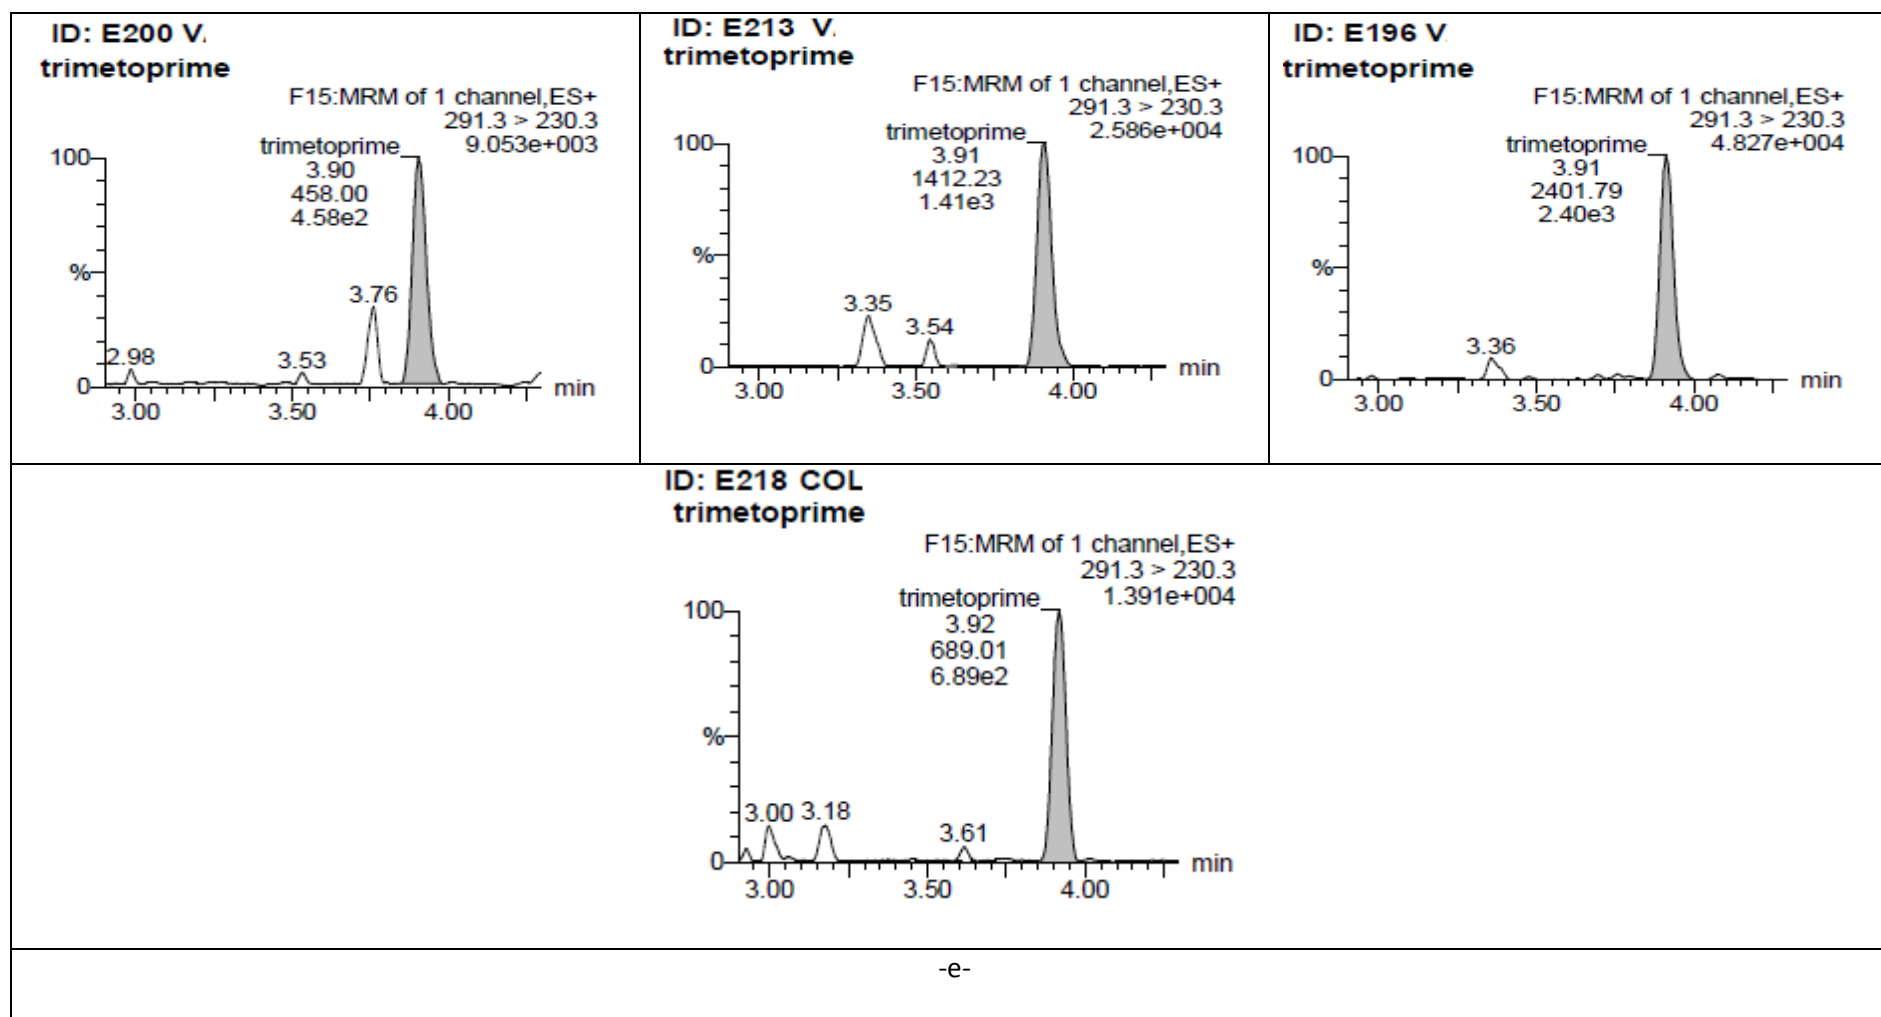 ID: E200 V.
trimetoprime
F15:MRM of 1 channel,ES+
291.3 > 230.3
9.053e+003
trimetoprime
3.90
458.00
4.58e2
100
%
0
2.98
3.53
3.76
3.00
3.50
4.00
min
ID: E213 V.
trimetoprime
F15:MRM of 1 channel,ES+
291.3 > 230.3
2.586e+004
trimetoprime
3.91
1412.23
1.41e3
100
%
0
3.35
3.54
3.00
3.50
4.00
min
ID: E196 V
trimetoprime
F15:MRM of 1 channel,ES+
291.3 > 230.3
4.827e+004
trimetoprime
3.91
2401.79
2.40e3
100
%
0
3.36
3.00
3.50
4.00
min
ID: E218 COL
trimetoprime
F15:MRM of 1 channel,ES+
291.3 > 230.3
1.391e+004
trimetoprime
3.92
689.01
6.89e2
100
%
0
3.00 3.18
3.61
3.00
3.50
4.00
min
-e-